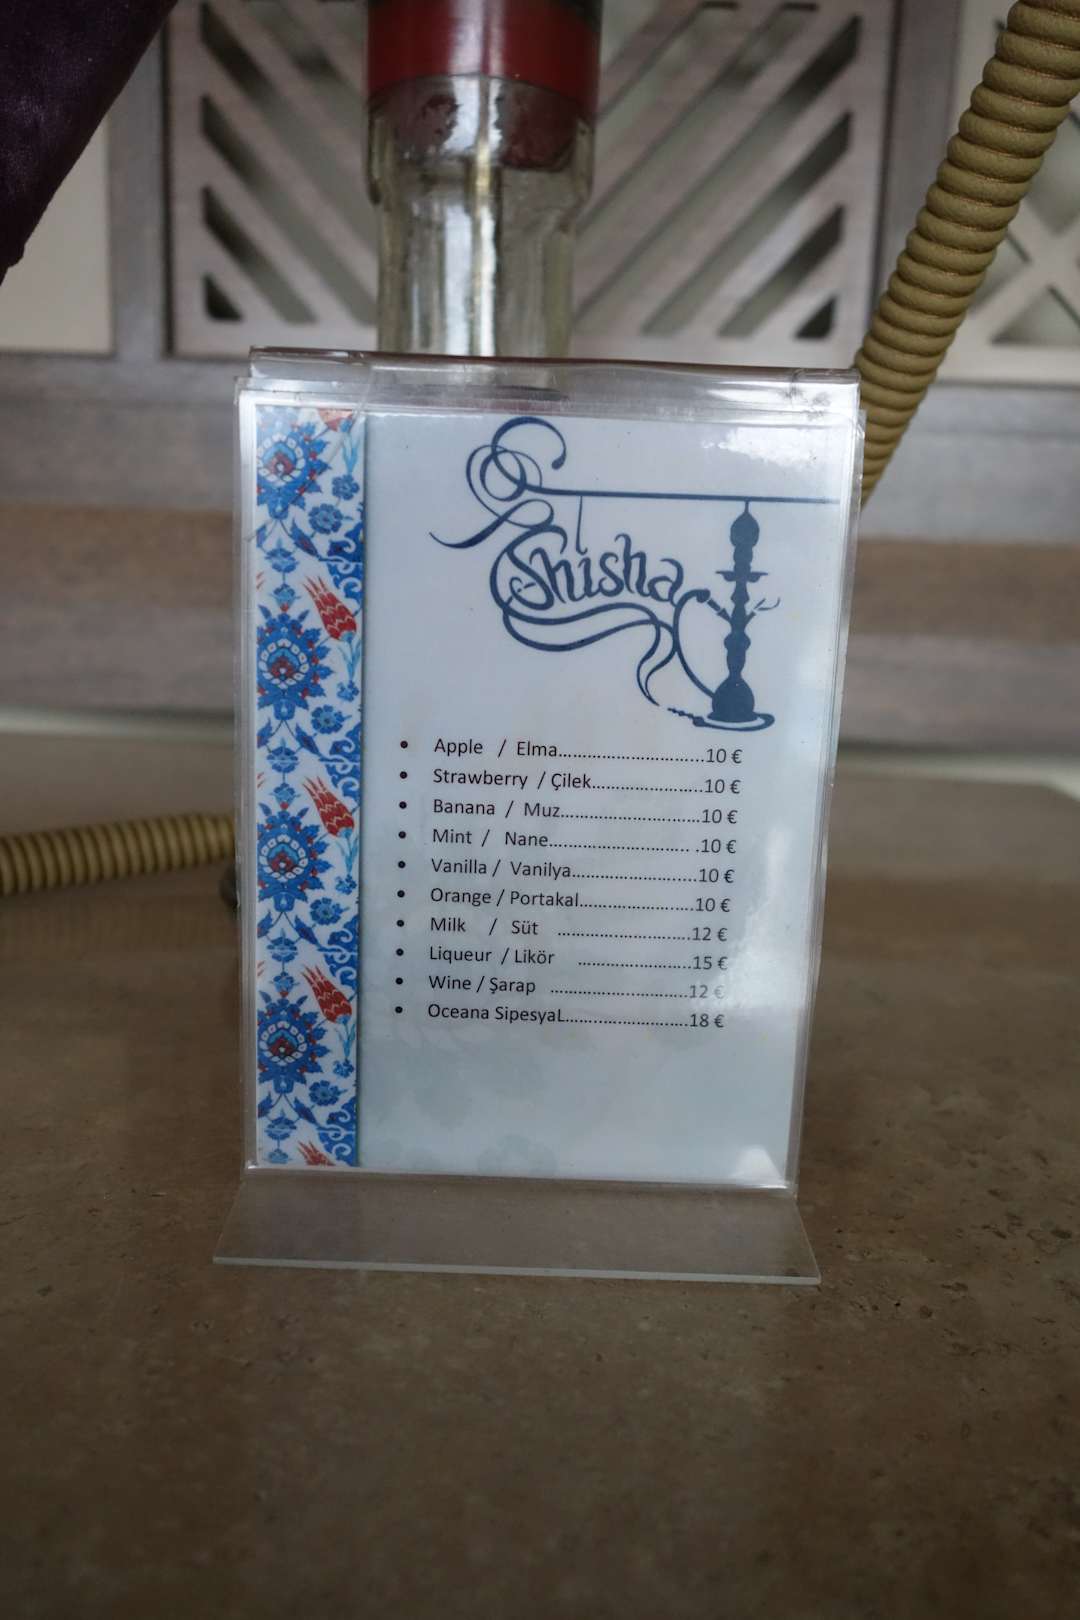 Shisha
• Apple / Elma...........................10 €
• Strawberry / Çilek......................10 €
• Banana / Muz..........................10 €
• Mint / Nane.......................... .10 €
• Vanilla / Vanilya.......................10 €
• Orange / Portakal.....................10 €
• Milk / Süt ........................12 €
• Liqueur / Likör .....................15 €
• Wine / Şarap .........................12 €
• Oceana SipesyaL......................18 €